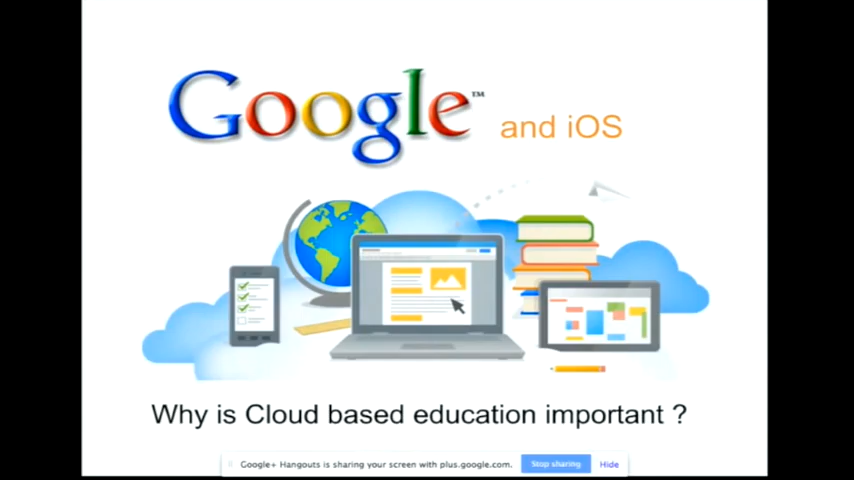 Google™ and iOS
Why is Cloud based education important ?
Google+ Hangouts is sharing your screen with plus.google.com. Stop sharing Hide